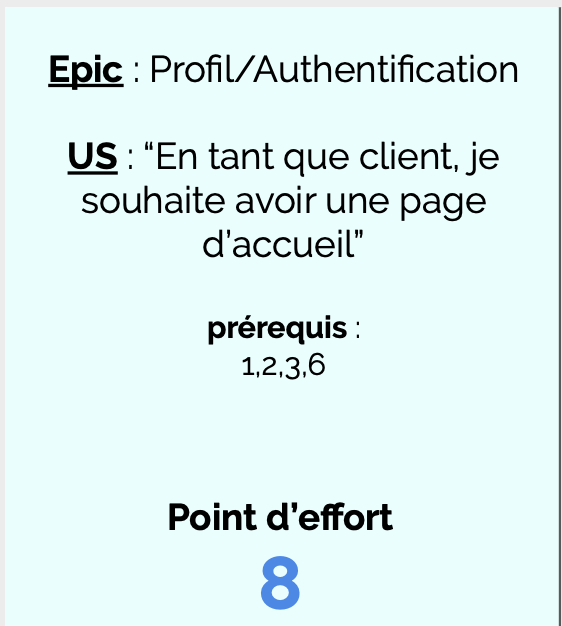 Epic : Profil/Authentification
US : “En tant que client, je
souhaite avoir une page
d’accueil”
prérequis :
1,2,3,6
Point d’effort
8